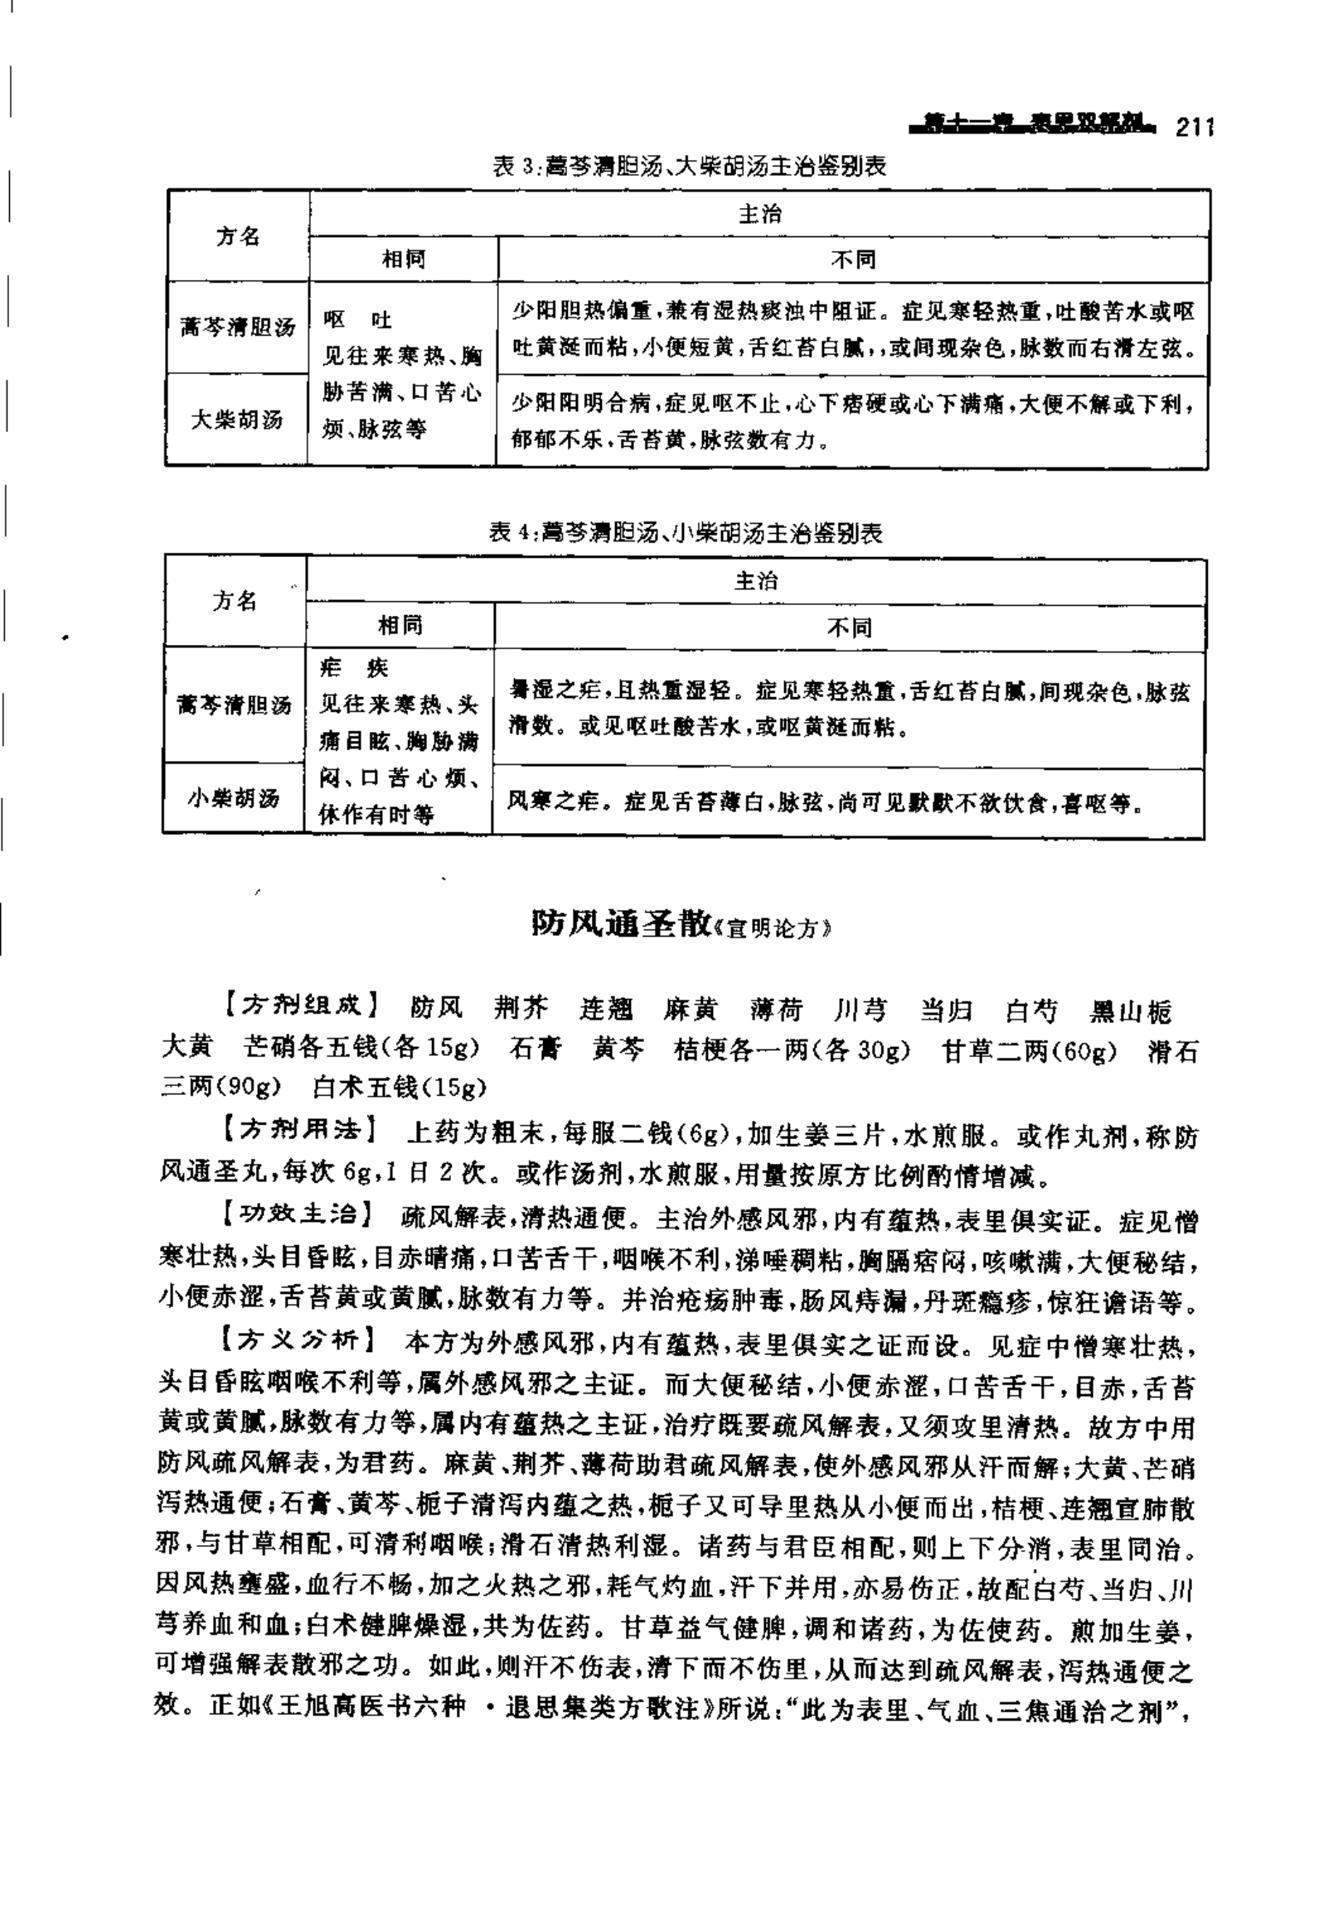 第十一章 表里双解剂 211
表 3:蒿芩清胆汤、大柴胡汤主治鉴别表
方名
主治
相同
不同
蒿芩清胆汤
呕 吐
见往来寒热、胸
胁苦满、口苦心
烦、脉弦等
少阳胆热偏重,兼有湿热痰浊中阻证。症见寒轻热重,吐酸苦水或呕
吐黄涎而粘,小便短黄,舌红苔白腻,,或间现杂色,脉数而右滑左弦。
大柴胡汤
少阳阳明合病,症见呕不止,心下痞硬或心下满痛,大便不解或下利,
郁郁不乐,舌苔黄,脉弦数有力。
表 4:蒿芩清胆汤、小柴胡汤主治鉴别表
方名
主治
相同
不同
蒿芩清胆汤
疟 疾
见往来寒热、头
痛目眩、胸胁满
闷、口苦心烦、
休作有时等
暑湿之疟,且热重湿轻。症见寒轻热重,舌红苔白腻,间现杂色,脉弦
滑数。或见呕吐酸苦水,或呕黄涎而粘。
小柴胡汤
风寒之疟。症见舌苔薄白,脉弦,尚可见默默不欲饮食,喜呕等。
防风通圣散《宣明论方》
【方剂组成】 防风 荆芥 连翘 麻黄 薄荷 川芎 当归 白芍 黑山栀
大黄 芒硝各五钱(各15g) 石膏 黄芩 桔梗各一两(各30g) 甘草二两(60g) 滑石
三两(90g) 白术五钱(15g)
【方剂用法】 上药为粗末,每服二钱(6g),加生姜三片,水煎服。或作丸剂,称防
风通圣丸,每次6g,1日2次。或作汤剂,水煎服,用量按原方比例酌情增减。
【功效主治】 疏风解表,清热通便。主治外感风邪,内有蕴热,表里俱实证。症见憎
寒壮热,头目昏眩,目赤睛痛,口苦舌干,咽喉不利,涕唾稠粘,胸膈痞闷,咳嗽满,大便秘结,
小便赤涩,舌苔黄或黄腻,脉数有力等。并治疮疡肿毒,肠风痔漏,丹斑瘾疹,惊狂谵语等。
【方义分析】 本方为外感风邪,内有蕴热,表里俱实之证而设。见症中憎寒壮热,
头目昏眩咽喉不利等,属外感风邪之主证。而大便秘结,小便赤涩,口苦舌干,目赤,舌苔
黄或黄腻,脉数有力等,属内有蕴热之主证,治疗既要疏风解表,又须攻里清热。故方中用
防风疏风解表,为君药。麻黄、荆芥、薄荷助君疏风解表,使外感风邪从汗而解;大黄、芒硝
泻热通便;石膏、黄芩、栀子清泻内蕴之热,栀子又可导里热从小便而出,桔梗、连翘宣肺散
邪,与甘草相配,可清利咽喉;滑石清热利湿。诸药与君臣相配,则上下分消,表里同治。
因风热壅盛,血行不畅,加之火热之邪,耗气灼血,汗下并用,亦易伤正,故配白芍、当归、川
芎养血和血;白术健脾燥湿,共为佐药。甘草益气健脾,调和诸药,为佐使药。煎加生姜,
可增强解表散邪之功。如此,则汗不伤表,清下而不伤里,从而达到疏风解表,泻热通便之
效。正如《王旭高医书六种·退思集类方歌注》所说:“此为表里、气血、三焦通治之剂”,